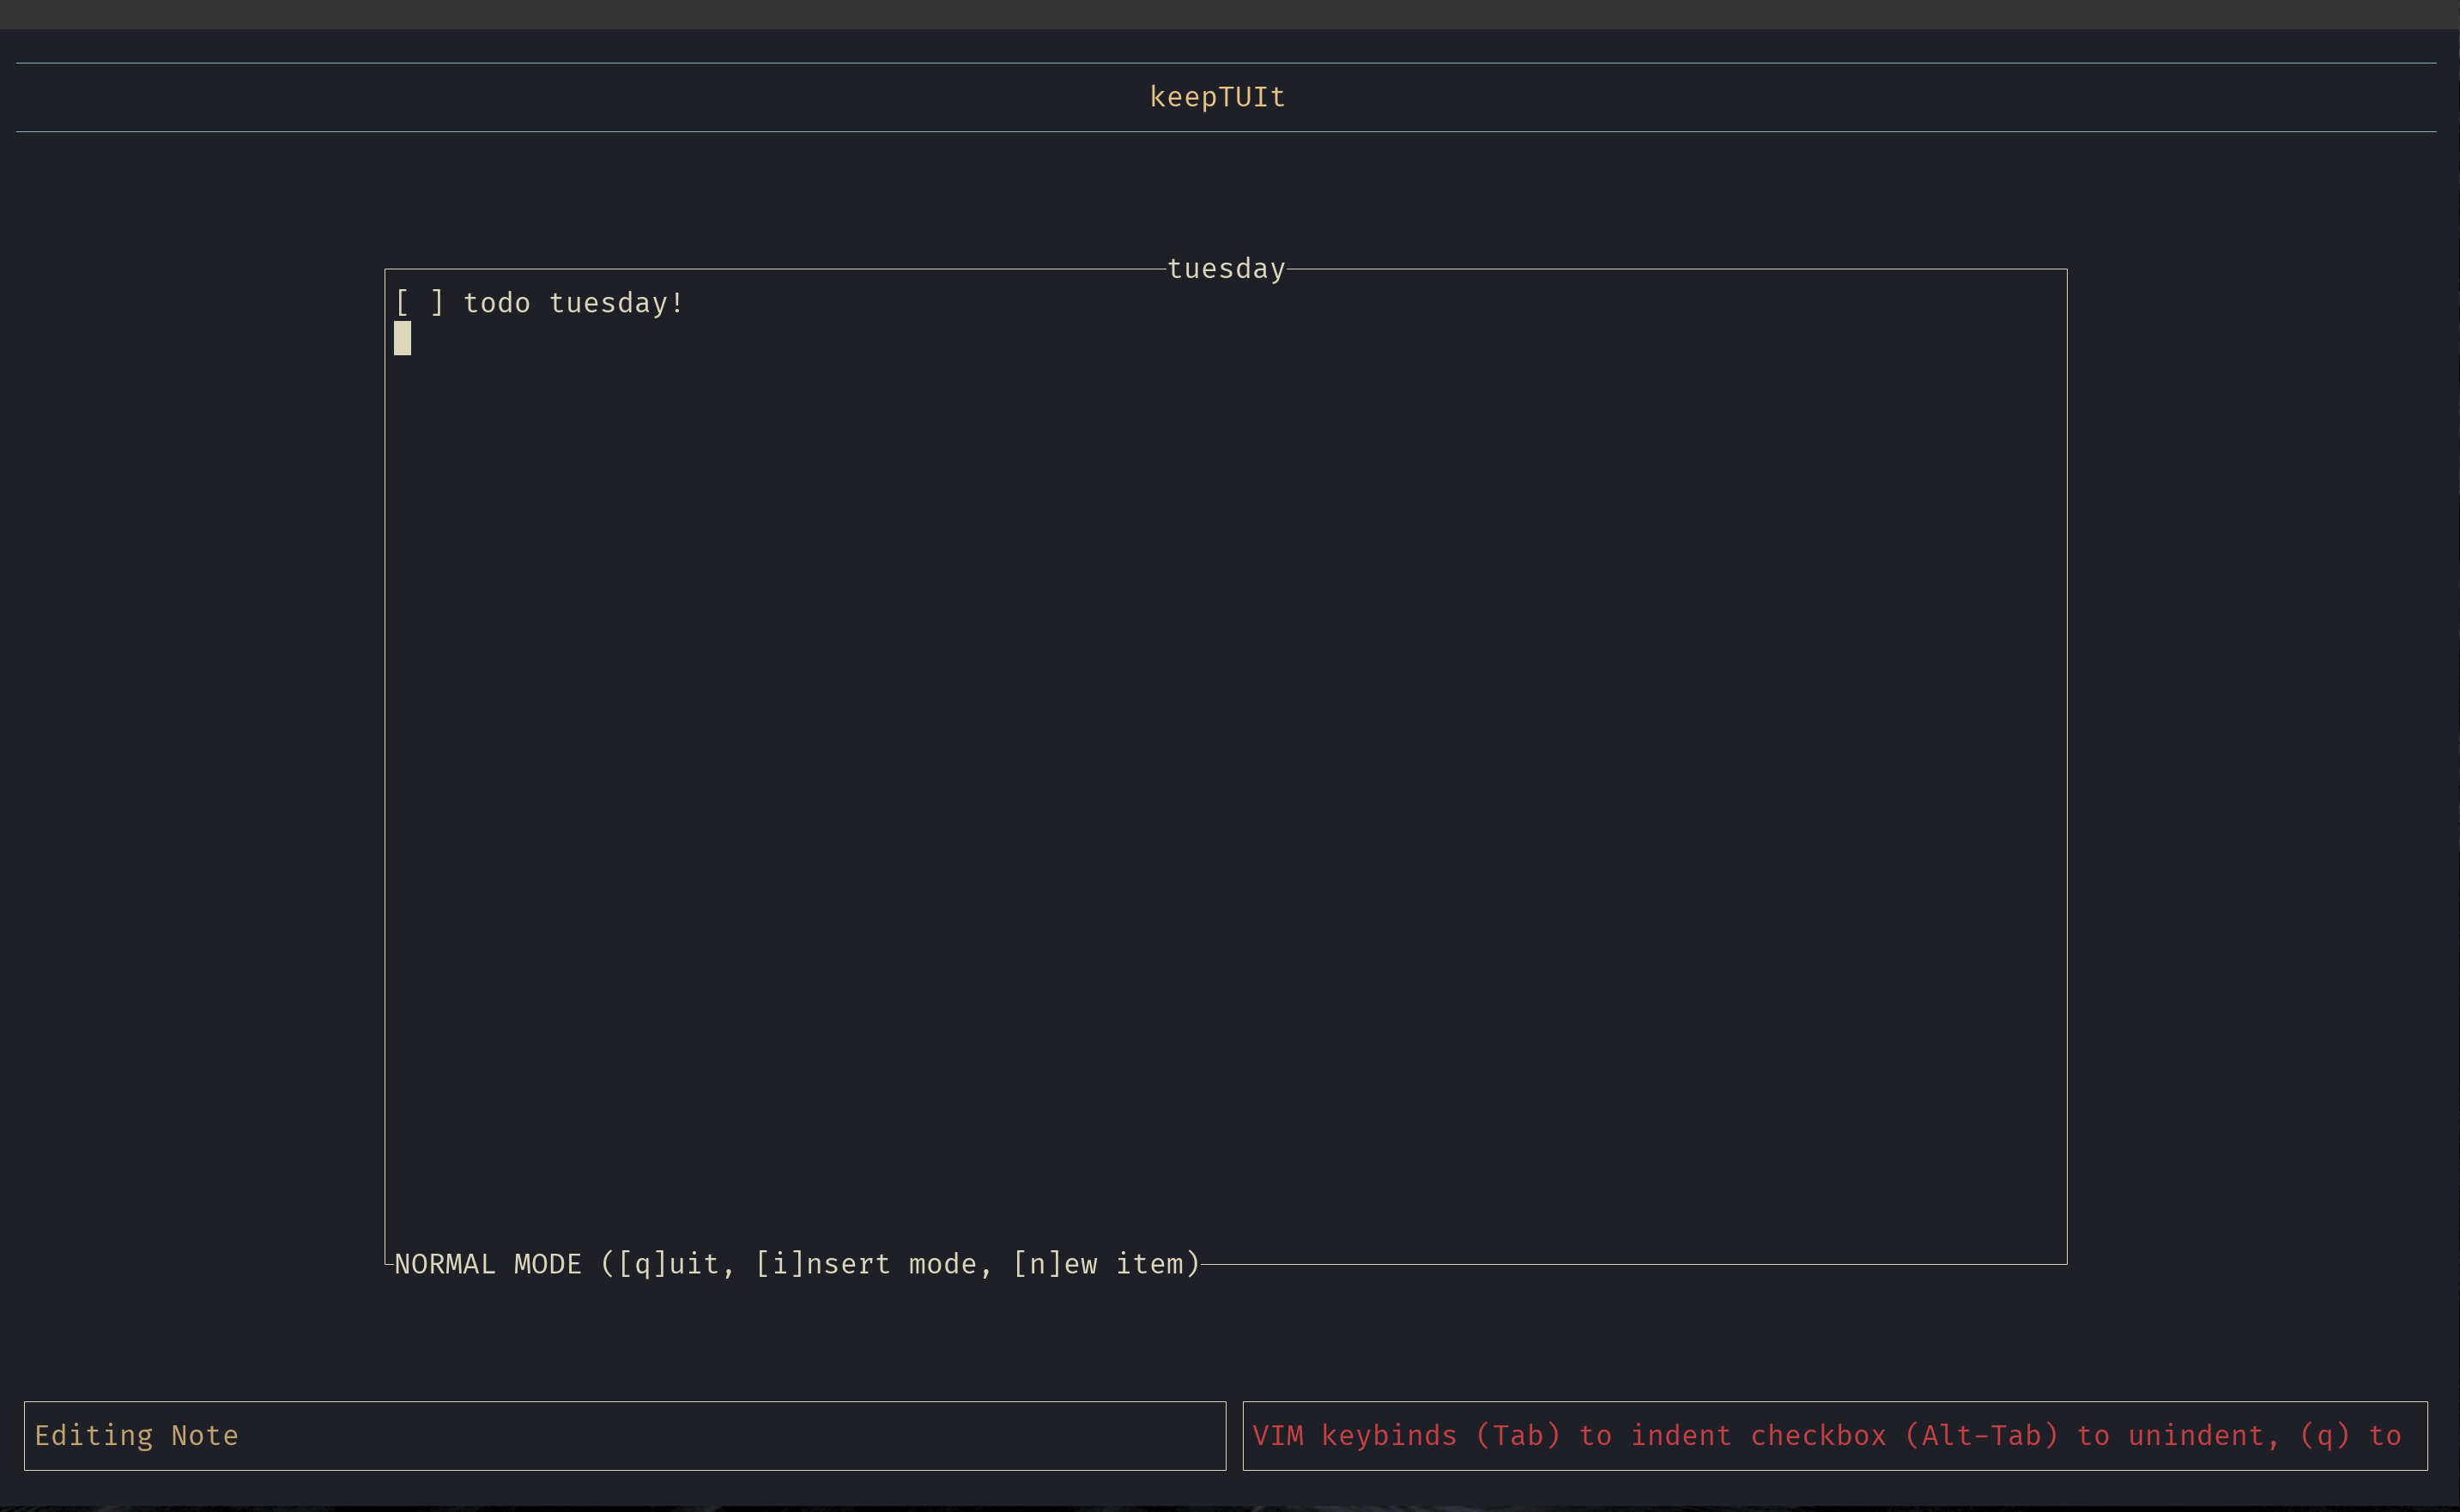 keepTUIt
tuesday
[ ] todo tuesday!
NORMAL MODE ([q]uit, [i]nsert mode, [n]ew item)
Editing Note
VIM keybinds (Tab) to indent checkbox (Alt-Tab) to unindent, (q) to